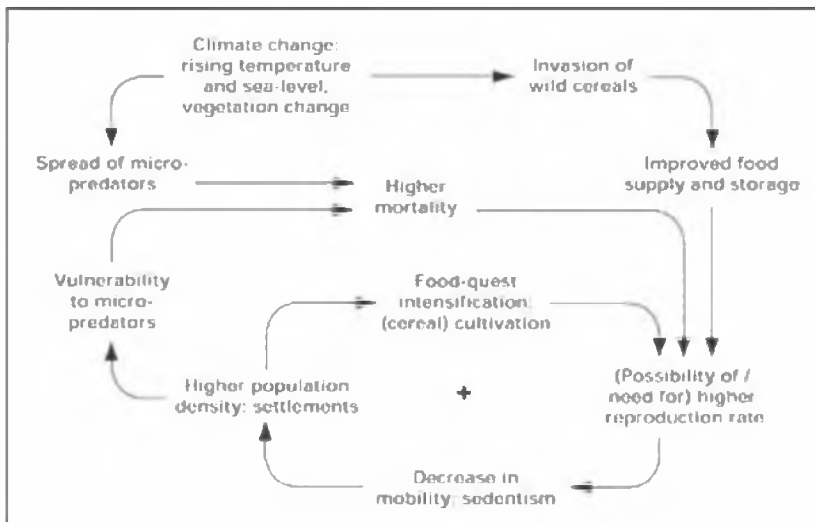 Climate change:
rising temperature
and sea-level,
vegetation change
Invasion of
wild cereals
Spread of micro-
predators
Higher
mortality
Improved food
supply and storage
Vulnerability
to micro-
predators
Food-quest
intensification:
(cereal) cultivation
Higher population
density: settlements
+
(Possibility of /
need for) higher
reproduction rate
Decrease in
mobility: sedentism